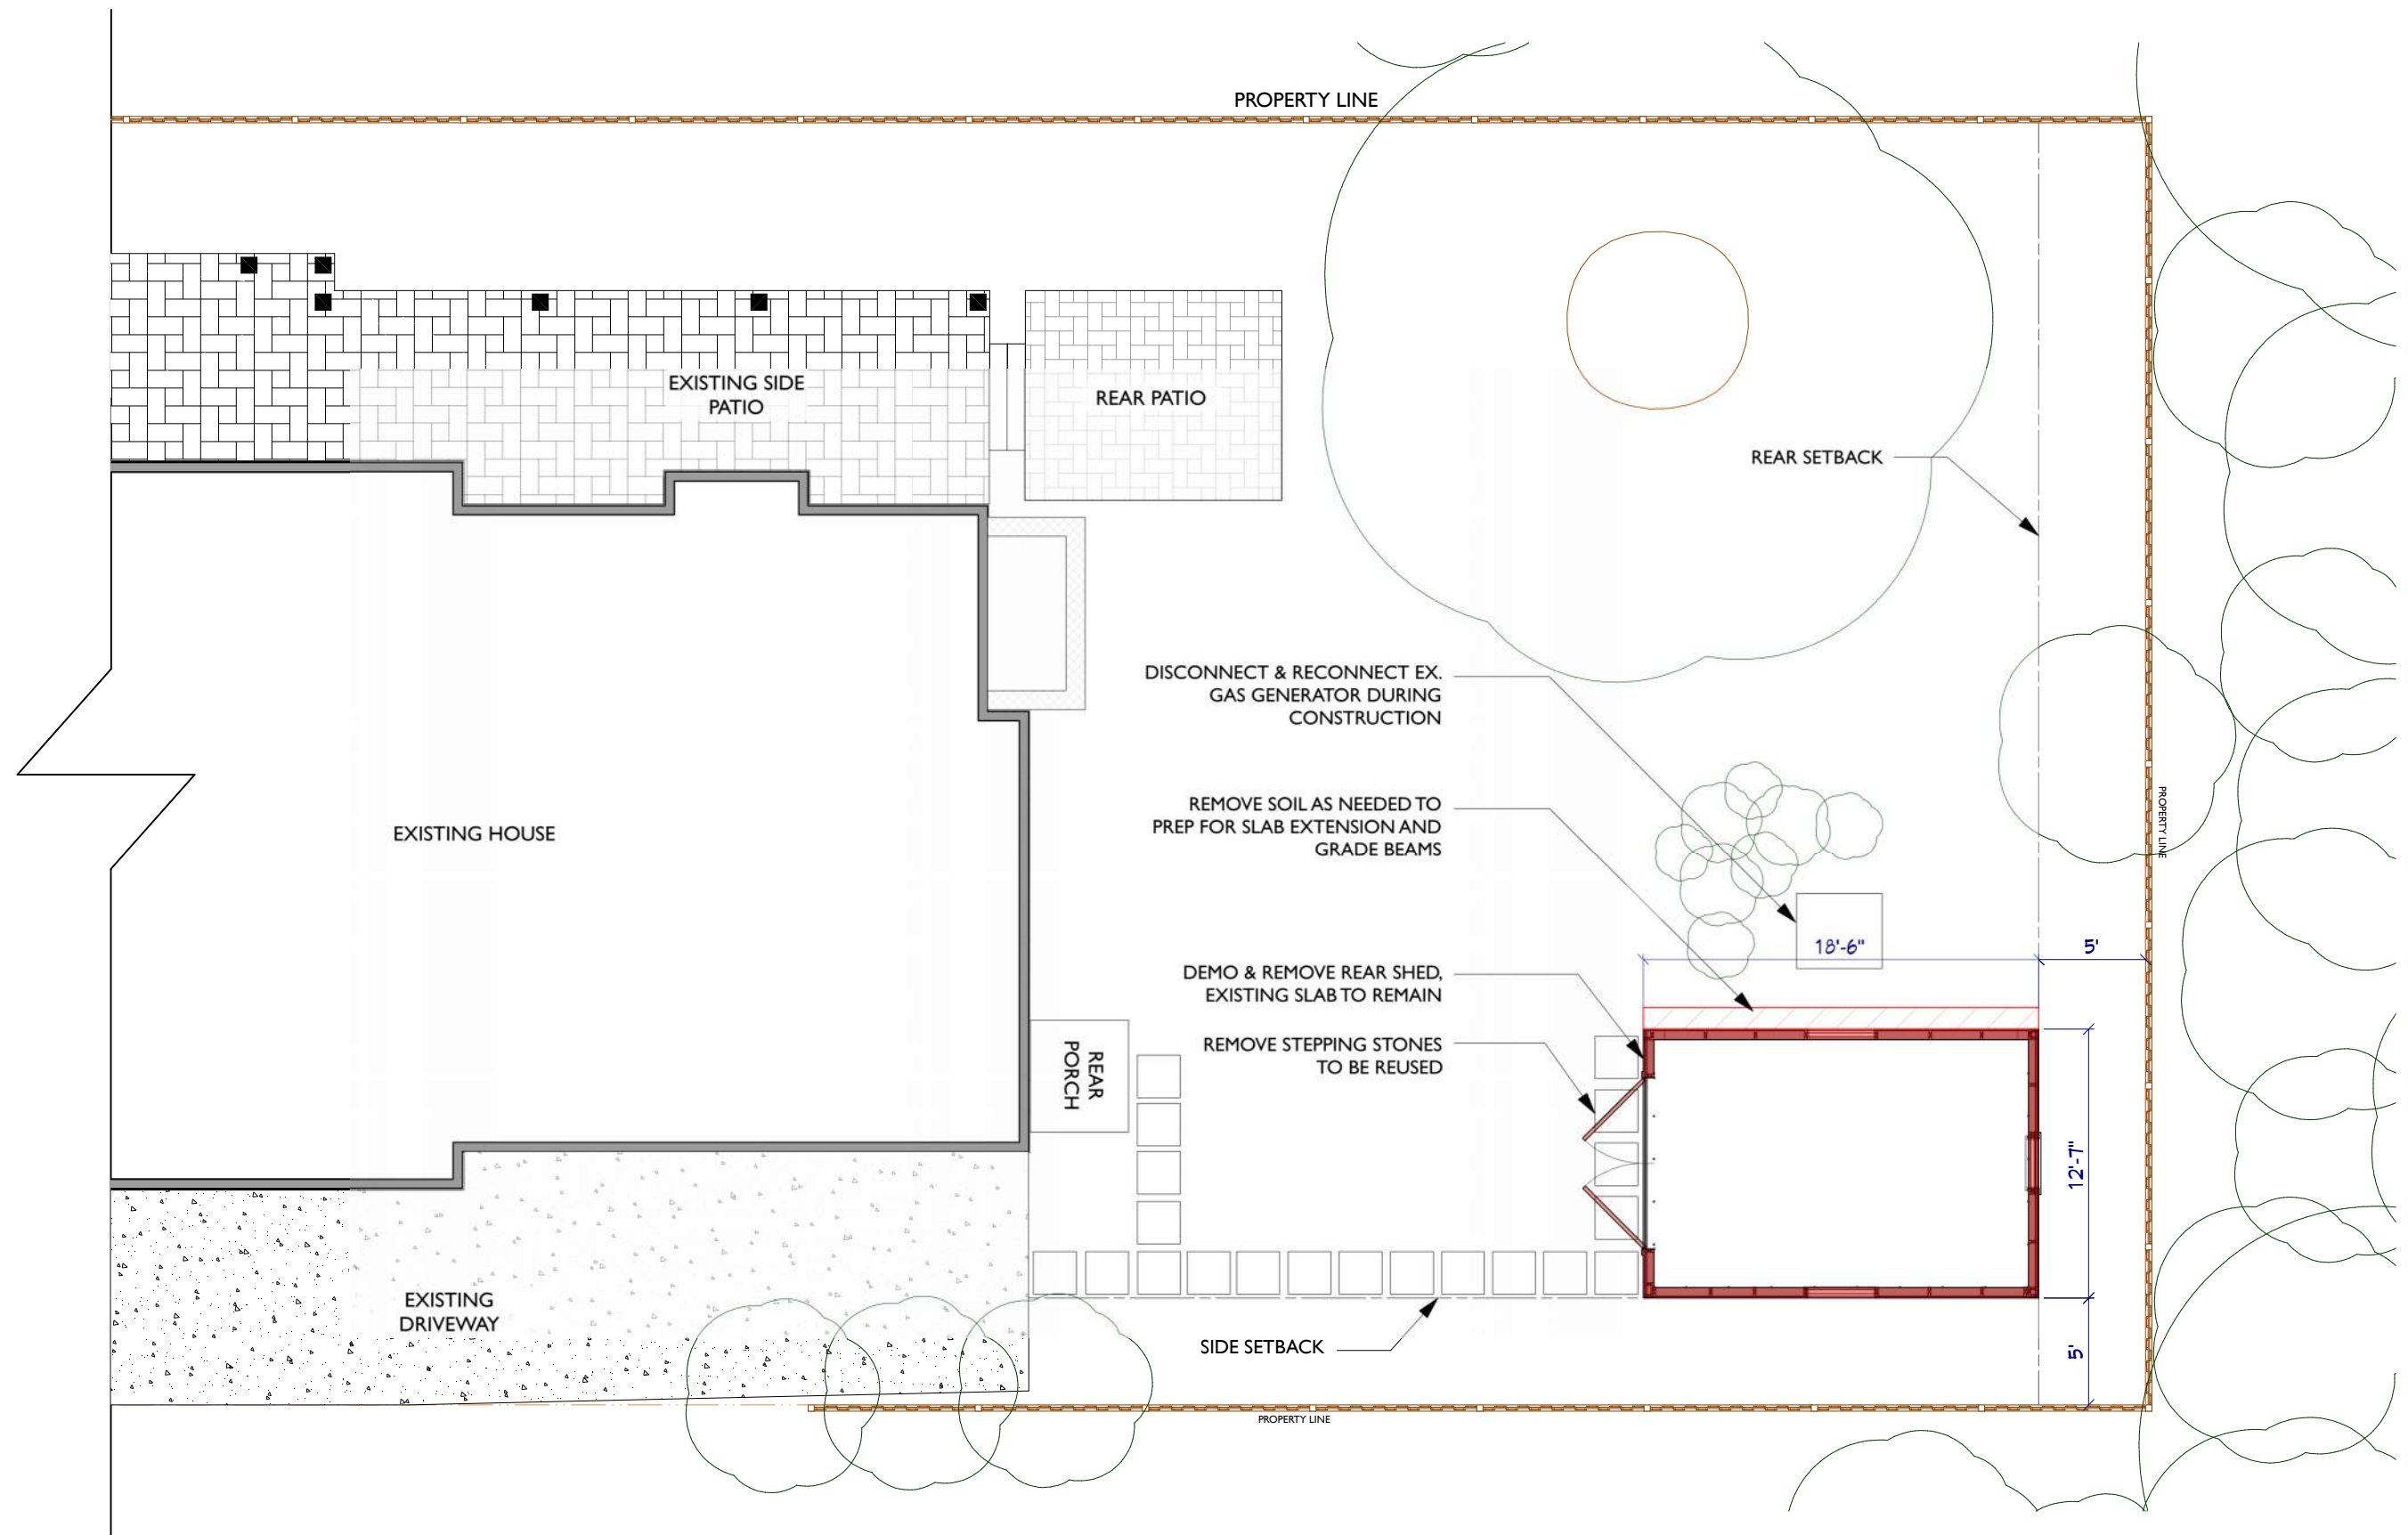 PROPERTY LINE
EXISTING SIDE
PATIO
REAR PATIO
REAR SETBACK
DISCONNECT & RECONNECT EX.
GAS GENERATOR DURING
CONSTRUCTION
PROPERTY LINE
REMOVE SOIL AS NEEDED TO
PREP FOR SLAB EXTENSION AND
GRADE BEAMS
EXISTING HOUSE
18'-6"
5'
DEMO & REMOVE REAR SHED,
EXISTING SLAB TO REMAIN
REMOVE STEPPING STONES
TO BE REUSED
REAR
PORCH
12'-7"
EXISTING
DRIVEWAY
SIDE SETBACK
5'
PROPERTY LINE